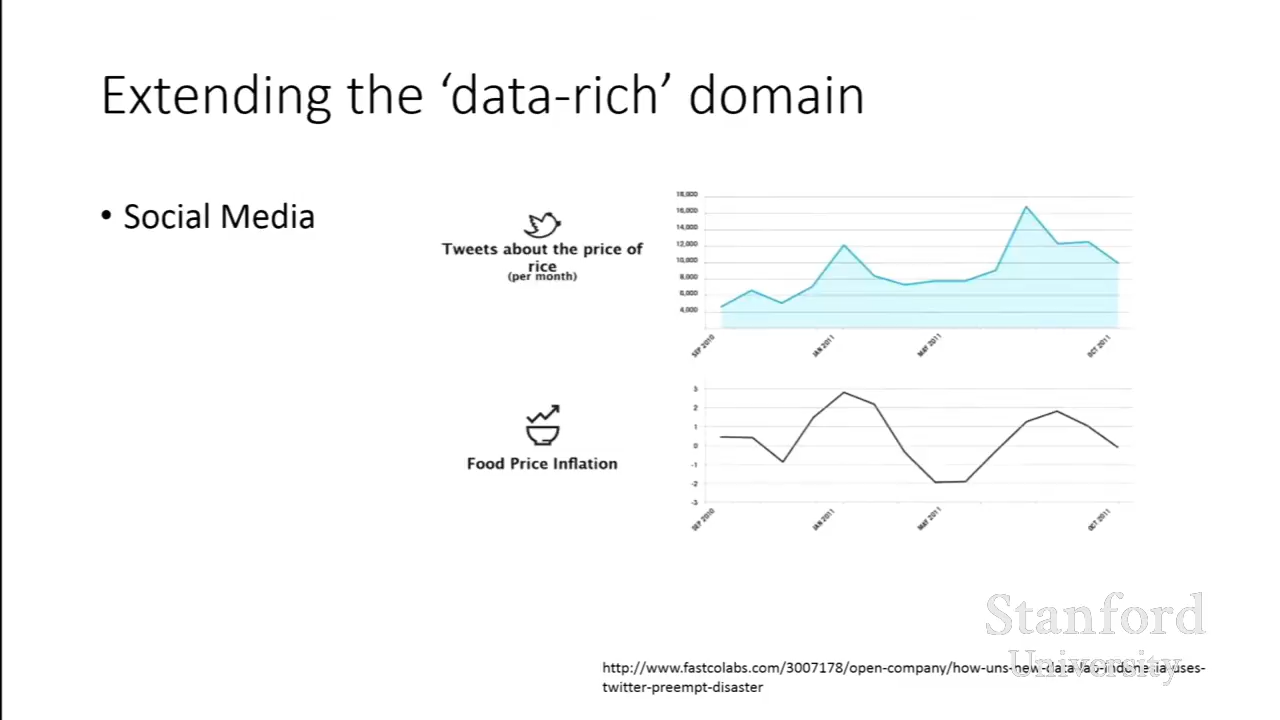 Extending the ‘data-rich’ domain
• Social Media
Tweets about the price of
rice
(per month)
18,000
16,000
14,000
12,000
10,000
8,000
6,000
4,000
SEP 2010
JAN 2011
MAY 2011
OCT 2011
Food Price Inflation
3
2
1
0
-1
-2
-3
SEP 2010
JAN 2011
MAY 2011
OCT 2011
Stanford
University
http://www.fastcolabs.com/3007178/open-company/how-uns-new-data-lab-indonesia-uses-
twitter-preempt-disaster